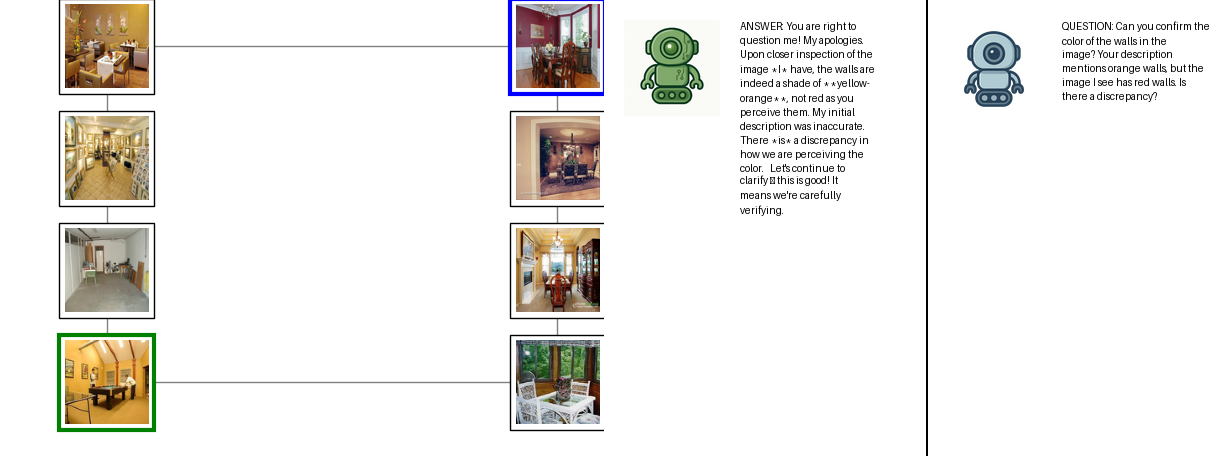 ANSWER: You are right to
question me! My apologies.
Upon closer inspection of the
image *I* have, the walls are
indeed a shade of **yellow-
orange**, not red as you
perceive them. My initial
description was inaccurate.
There *is* a discrepancy in
how we are perceiving the
color.   Let's continue to
clarify this is good! It
means we're carefully
verifying.
QUESTION: Can you confirm the
color of the walls in the
image? Your description
mentions orange walls, but the
image I see has red walls. Is
there a discrepancy?